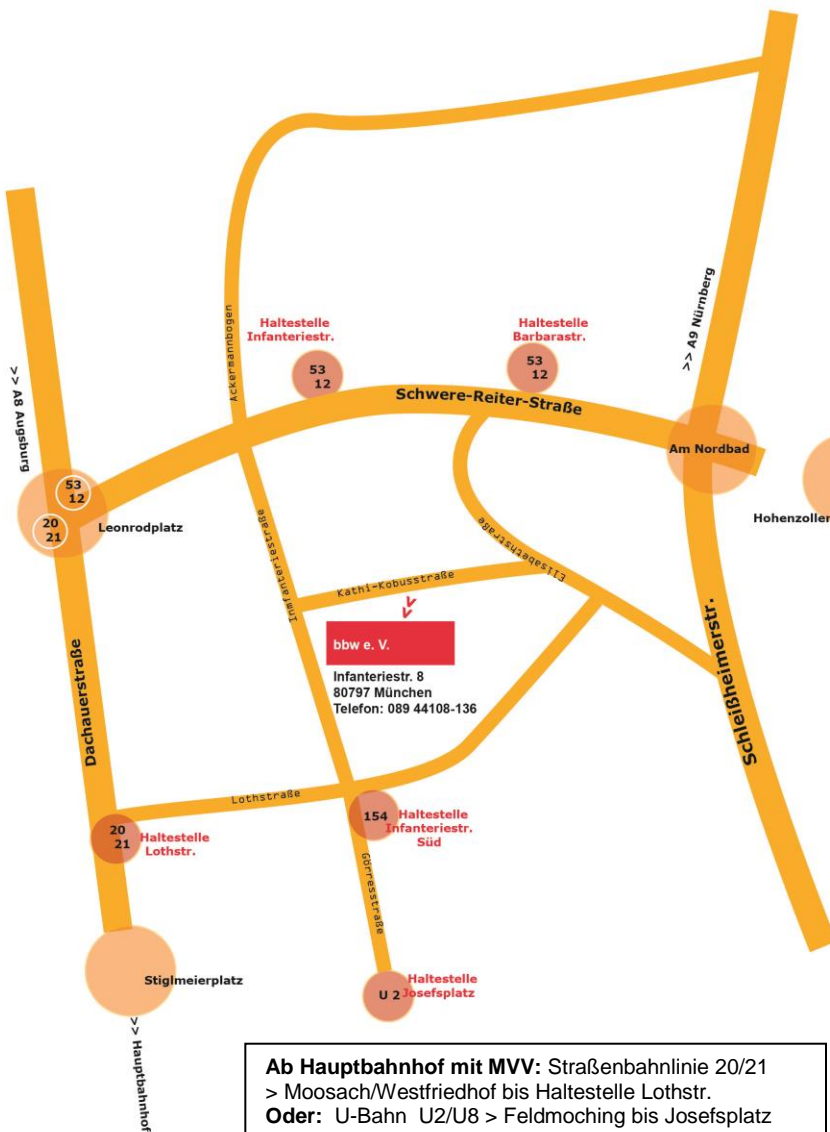 >> A9 Nürnberg
Ackermannbogen
Haltestelle
Infanteriestr.
53
12
Haltestelle
Barbarastr.
53
12
>> A8 Augsburg
Schwere-Reiter-Straße
Am Nordbad
53
12
20
21
Leonrodplatz
Hohenzoller
Inmfanteriestraße
Elisabethstraße
Kathi-Kobusstraße
bbw e. V.
Infanteriestr. 8
80797 München
Telefon: 089 44108-136
Dachauerstraße
Schleißheimerstr.
Lothstraße
20
21
Haltestelle
Lothstr.
154
Haltestelle
Infanteriestr.
Süd
Görresstraße
Stiglmeierplatz
U 2
Haltestelle
Josefsplatz
>> Hauptbahnhof
Ab Hauptbahnhof mit MVV: Straßenbahnlinie 20/21
> Moosach/Westfriedhof bis Haltestelle Lothstr.
Oder: U-Bahn U2/U8 > Feldmoching bis Josefsplatz